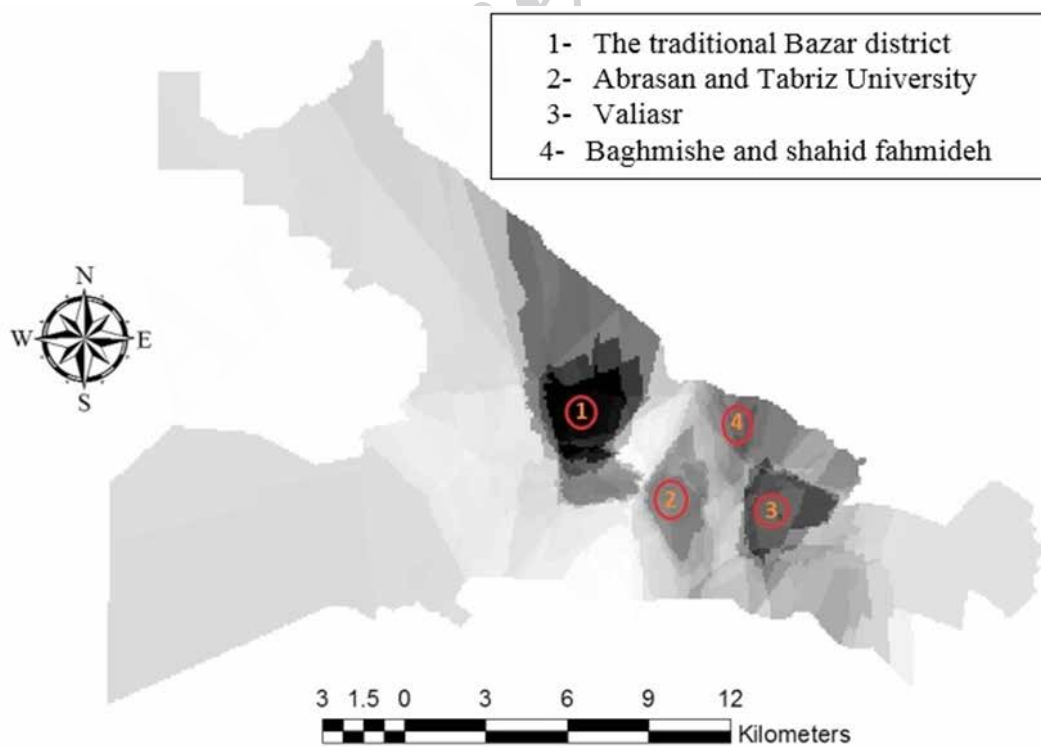 1- The traditional Bazar district
2- Abrasan and Tabriz University
3- Valiasr
4- Baghmishe and shahid fahmideh
N
W E
S
1
4
2
3
3 1.5 0 3 6 9 12
Kilometers